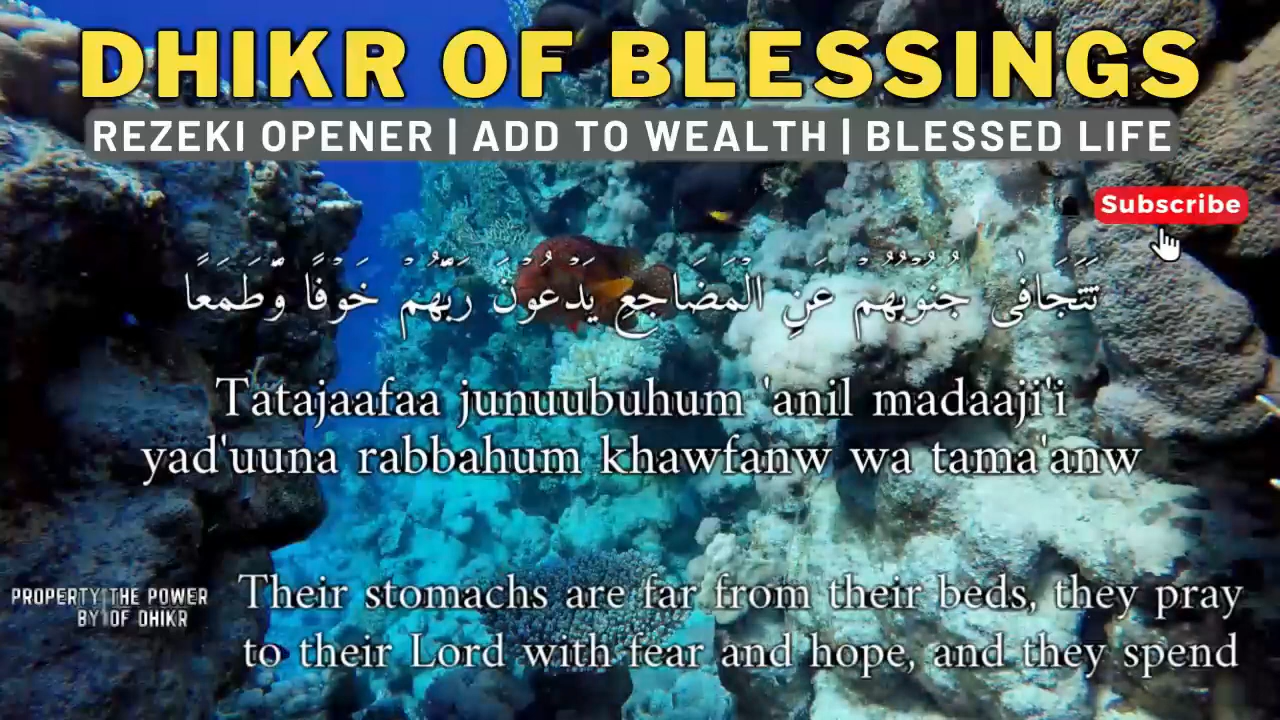 DHIKR OF BLESSINGS
REZEKI OPENER | ADD TO WEALTH | BLESSED LIFE
Subscribe
تَتَجَافٰى جُنُوْبُهُمْ عَنِ الْمَضَاجِعِ يَدْعُوْنَ رَبَّهُمْ خَوْفًا وَّطَمَعًا
Tatajaafaa junuubuhum 'anil madaaji'i
yad'uuna rabbahum khawfanw wa tama'anw
Their stomachs are far from their beds, they pray
to their Lord with fear and hope, and they spend
PROPERTY THE POWER
BY OF DHIKR